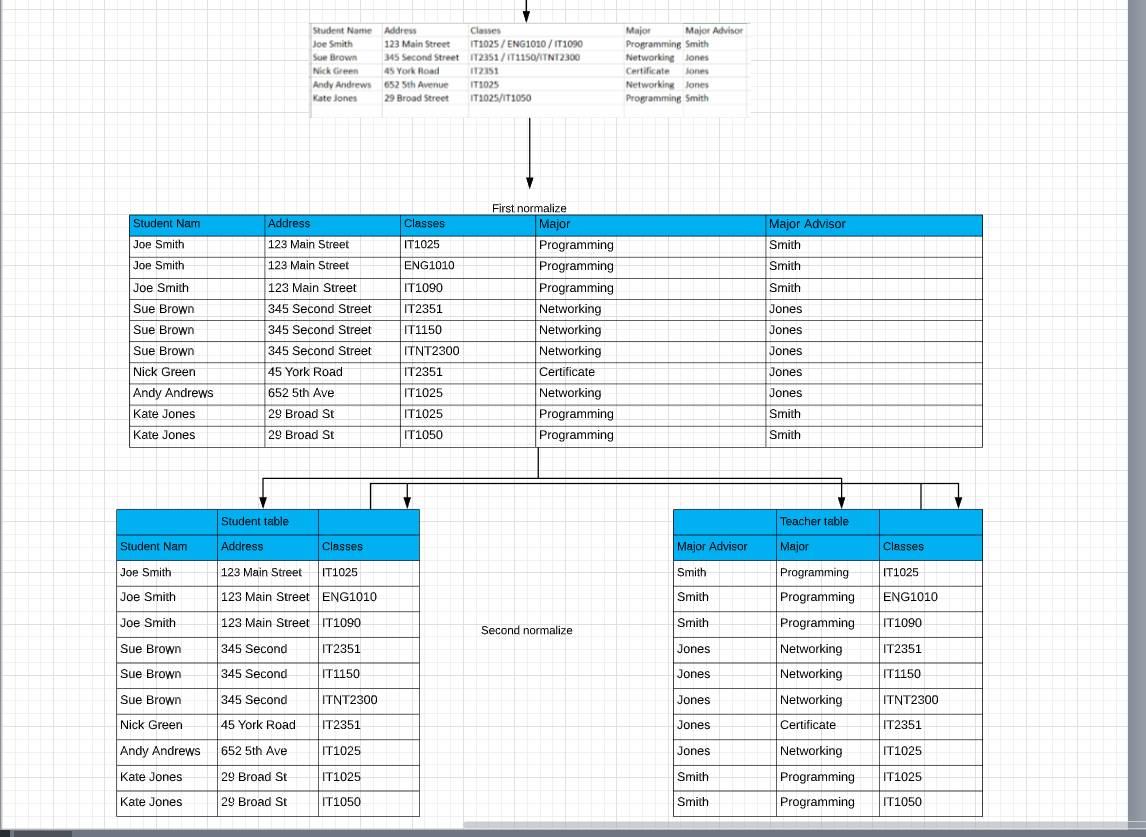 Student Name Address Classes Major Major Advisor
Joe Smith 123 Main Street IT1025 / ENG1010 / IT1090 Programming Smith
Sue Brown 345 Second Street IT2351 / IT1150/ITNT2300 Networking Jones
Nick Green 45 York Road IT2351 Certificate Jones
Andy Andrews 652 5th Avenue IT1025 Networking Jones
Kate Jones 29 Broad Street IT1025/IT1050 Programming Smith
First normalize
Student Nam Address Classes Major Major Advisor
Joe Smith 123 Main Street IT1025 Programming Smith
Joe Smith 123 Main Street ENG1010 Programming Smith
Joe Smith 123 Main Street IT1090 Programming Smith
Sue Brown 345 Second Street IT2351 Networking Jones
Sue Brown 345 Second Street IT1150 Networking Jones
Sue Brown 345 Second Street ITNT2300 Networking Jones
Nick Green 45 York Road IT2351 Certificate Jones
Andy Andrews 652 5th Ave IT1025 Networking Jones
Kate Jones 29 Broad St IT1025 Programming Smith
Kate Jones 29 Broad St IT1050 Programming Smith
Student table
Student Nam Address Classes
Joe Smith 123 Main Street IT1025
Joe Smith 123 Main Street ENG1010
Joe Smith 123 Main Street IT1090
Sue Brown 345 Second IT2351
Sue Brown 345 Second IT1150
Sue Brown 345 Second ITNT2300
Nick Green 45 York Road IT2351
Andy Andrews 652 5th Ave IT1025
Kate Jones 29 Broad St IT1025
Kate Jones 29 Broad St IT1050
Second normalize
Teacher table
Major Advisor Major Classes
Smith Programming IT1025
Smith Programming ENG1010
Smith Programming IT1090
Jones Networking IT2351
Jones Networking IT1150
Jones Networking ITNT2300
Jones Certificate IT2351
Jones Networking IT1025
Smith Programming IT1025
Smith Programming IT1050